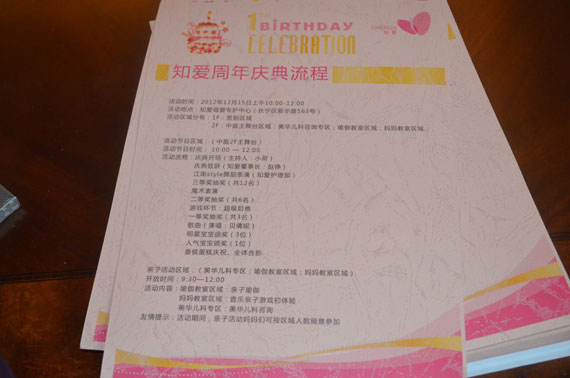 1ST BIRTHDAY
CELEBRATION
知爱周年庆典流程
活动时间：2012年12月15日上午10:00-12:00
活动地点：知爱母婴专护中心（长宁区新华路563号）
活动区域分布：1F：签到区域
2F：中庭主舞台区域；美华儿科咨询专区；瑜伽教室区域；妈妈教室区域
活动节目区域：（中庭2F主舞台）
活动节目时间：10:00 — 12:00
活动流程：庆典开场（主持人：小荷）
庆典致辞（知爱董事长：赵铮）
江南style舞蹈表演（知爱护理部）
三等奖抽奖（共12名）
魔术表演
二等奖抽奖（共6名）
游戏环节：超级奶爸
一等奖抽奖（共3名）
歌曲（演唱：贝倩妮）
明星宝宝颁奖（3位）
人气宝宝颁奖（1位）
香槟蛋糕庆祝、全体合影
亲子活动区域：（美华儿科专区；瑜伽教室区域；妈妈教室区域）
开放时间：9:30—12:00
活动内容：瑜伽教室区域：亲子瑜伽
妈妈教室区域：音乐亲子游戏初体验
美华儿科专区：美华儿科咨询
友情提示：活动期间，亲子活动妈妈们可按区域人数随意参加